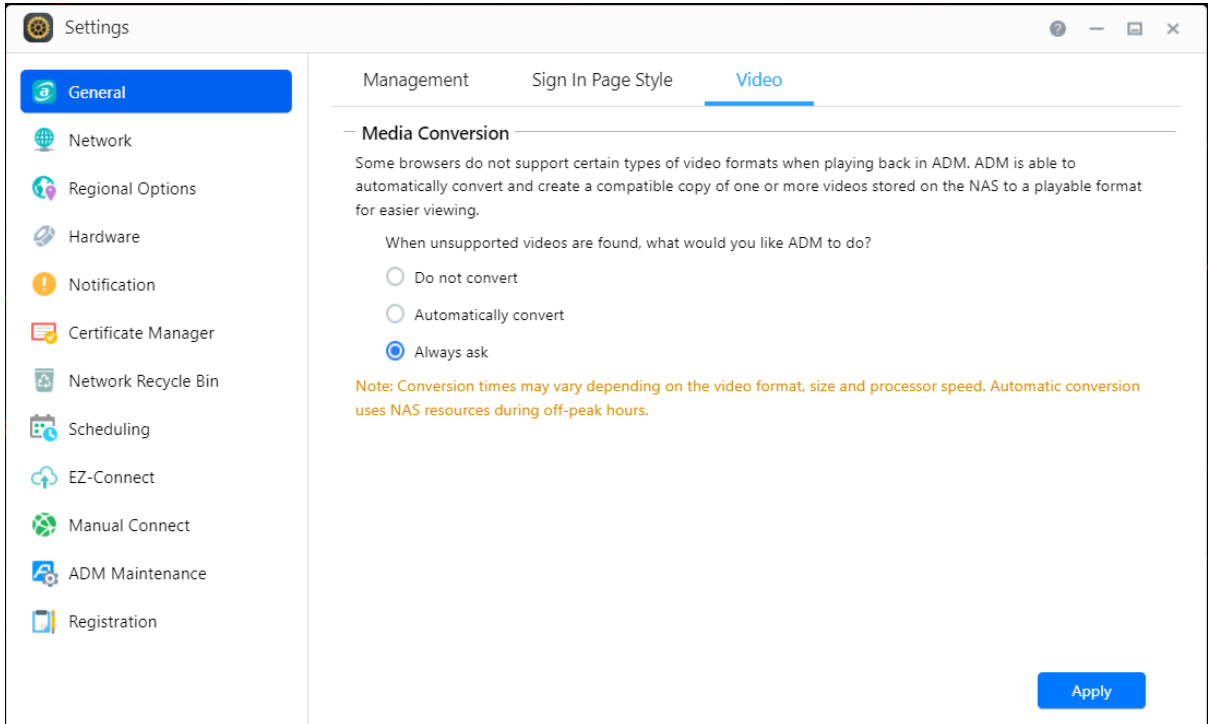 Settings
General
Network
Regional Options
Hardware
Notification
Certificate Manager
Network Recycle Bin
Scheduling
EZ-Connect
Manual Connect
ADM Maintenance
Registration
Management
Sign In Page Style
Video
Media Conversion
Some browsers do not support certain types of video formats when playing back in ADM. ADM is able to
automatically convert and create a compatible copy of one or more videos stored on the NAS to a playable format
for easier viewing.
When unsupported videos are found, what would you like ADM to do?
Do not convert
Automatically convert
Always ask
Note: Conversion times may vary depending on the video format, size and processor speed. Automatic conversion
uses NAS resources during off-peak hours.
Apply